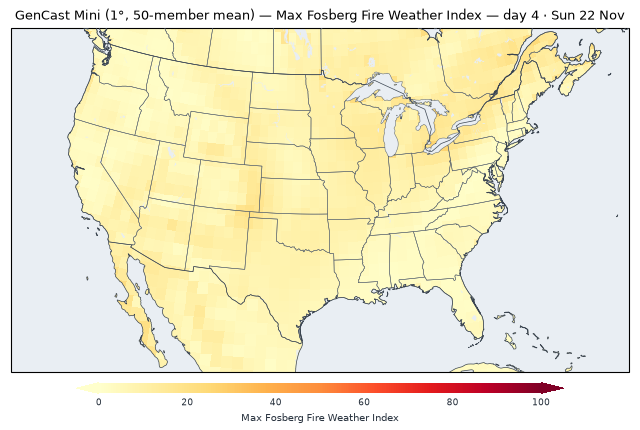 GenCast Mini (1°, 50-member mean) — Max Fosberg Fire Weather Index — day 4 · Sun 22 Nov
0 20 40 60 80 100
Max Fosberg Fire Weather Index